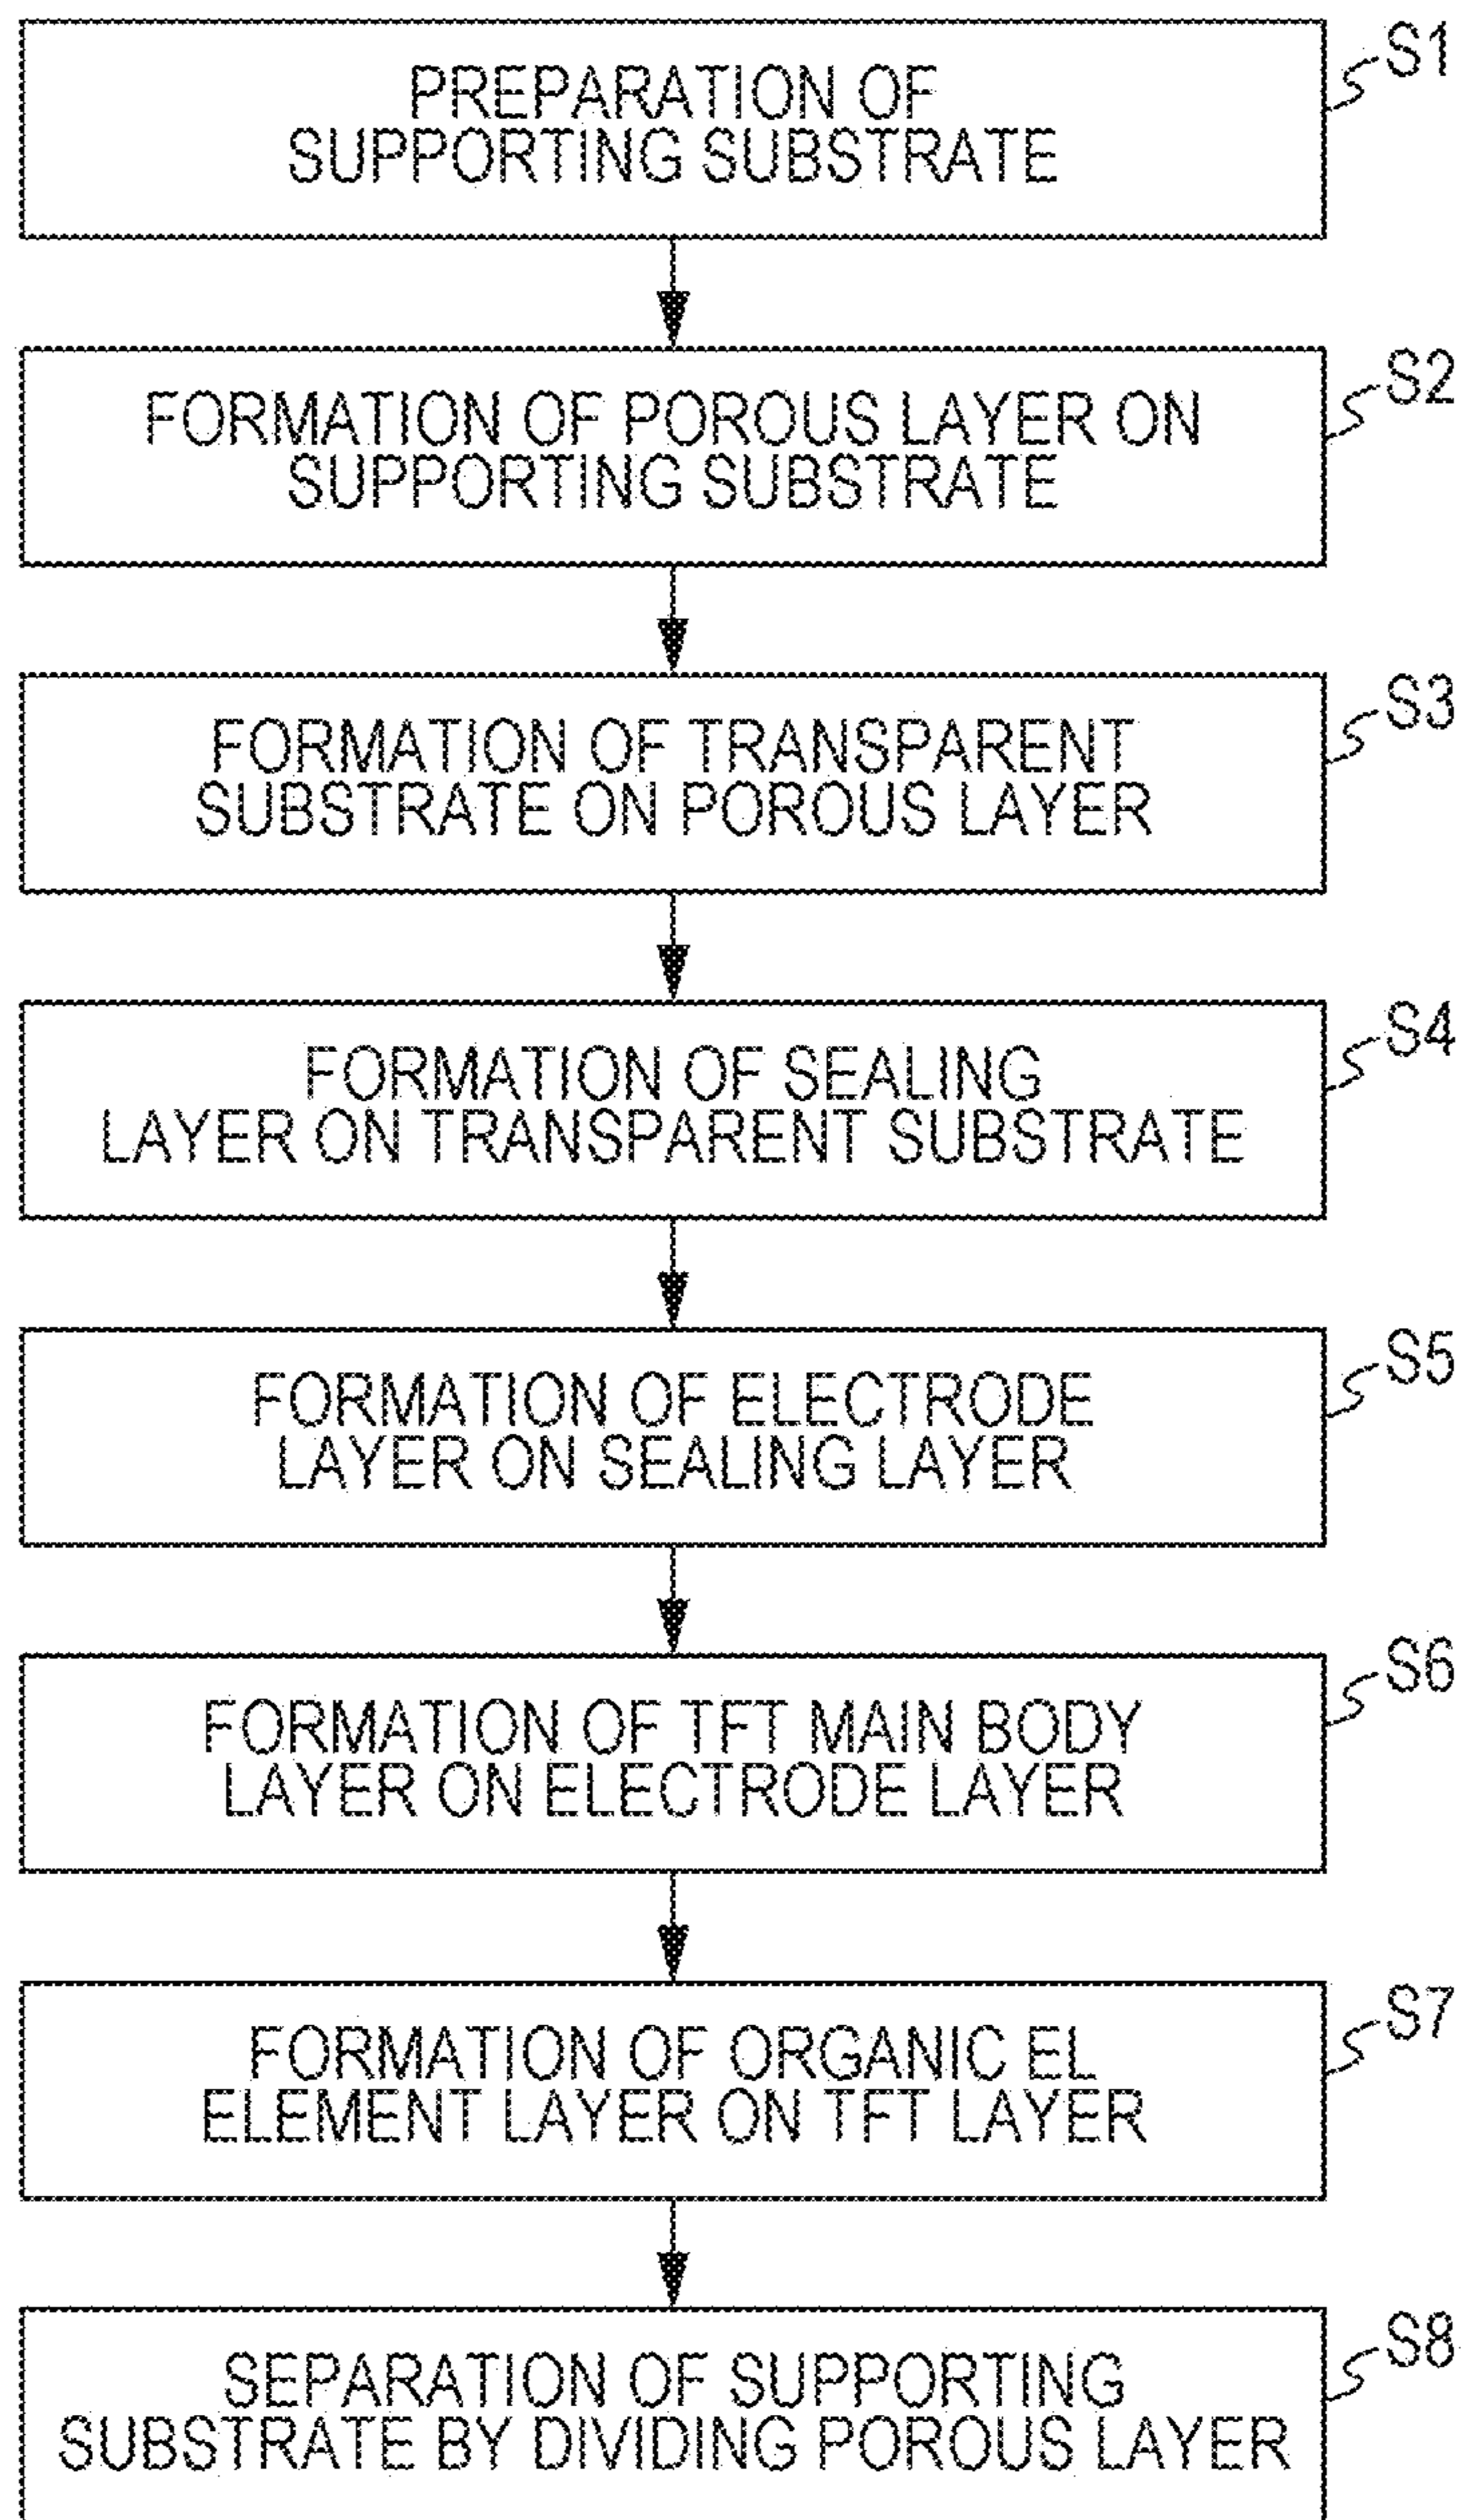 S1
PREPARATION OF
SUPPORTING SUBSTRATE
S2
FORMATION OF POROUS LAYER ON
SUPPORTING SUBSTRATE
S3
FORMATION OF TRANSPARENT
SUBSTRATE ON POROUS LAYER
S4
FORMATION OF SEALING
LAYER ON TRANSPARENT SUBSTRATE
S5
FORMATION OF ELECTRODE
LAYER ON SEALING LAYER
S6
FORMATION OF TFT MAIN BODY
LAYER ON ELECTRODE LAYER
S7
FORMATION OF ORGANIC EL
ELEMENT LAYER ON TFT LAYER
S8
SEPARATION OF SUPPORTING
SUBSTRATE BY DIVIDING POROUS LAYER